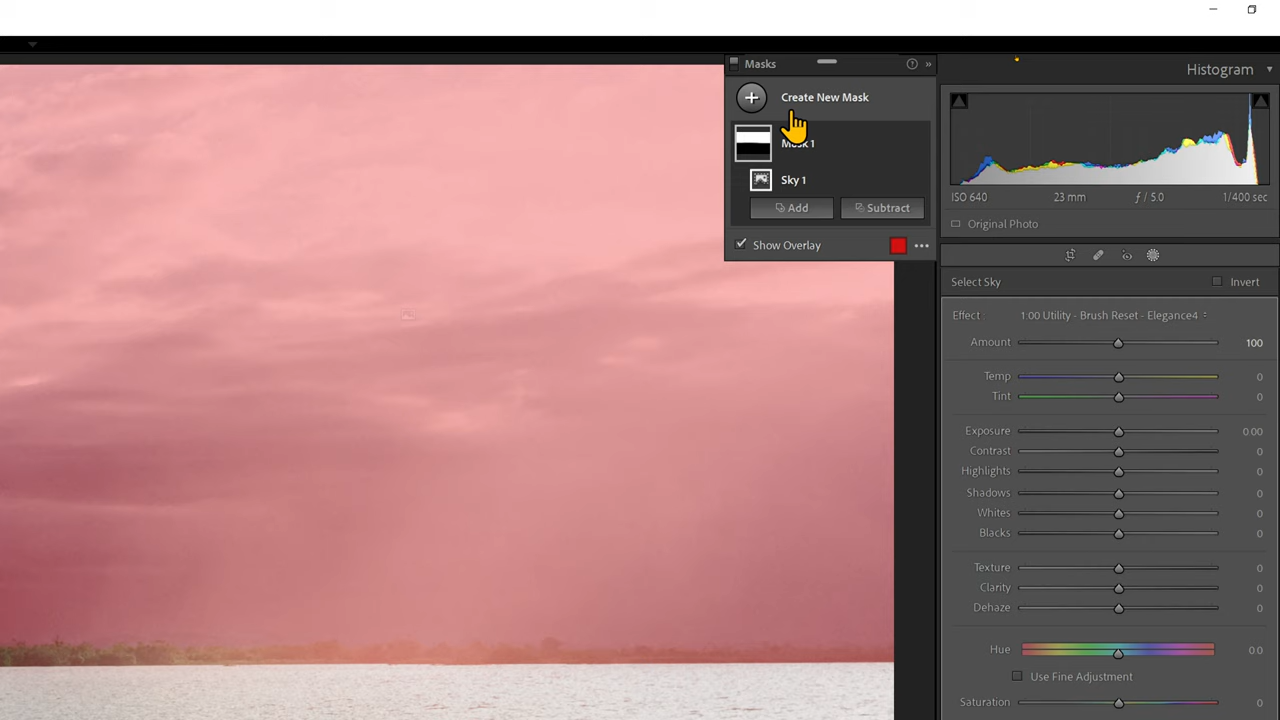 Masks
Create New Mask
Mask 1
Sky 1
Add
Subtract
Show Overlay
Histogram
ISO 640 23 mm ƒ / 5.0 1/400 sec
Original Photo
Select Sky
Invert
Effect : 1:00 Utility - Brush Reset - Elegance4
Amount 100
Temp 0
Tint 0
Exposure 0.00
Contrast 0
Highlights 0
Shadows 0
Whites 0
Blacks 0
Texture 0
Clarity 0
Dehaze 0
Hue 0.0
Use Fine Adjustment
Saturation 0